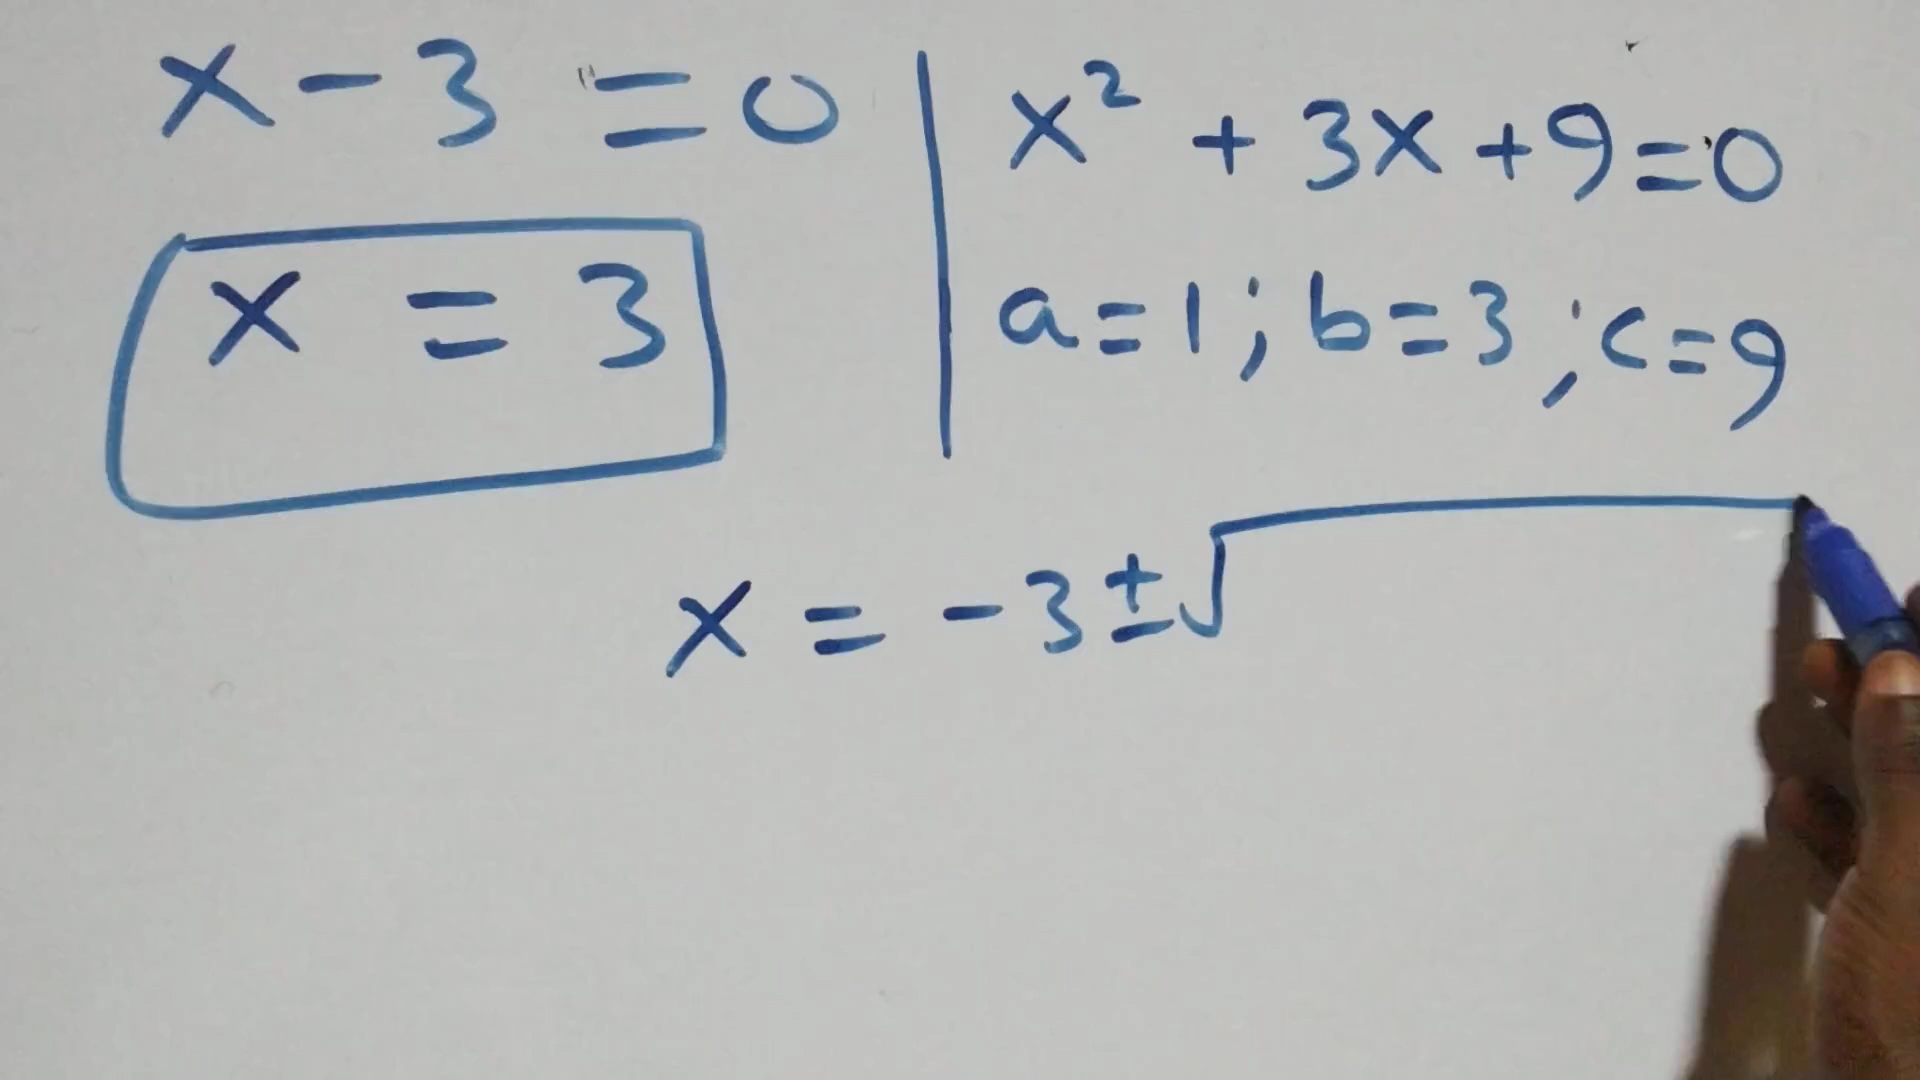 x - 3 = 0
x = 3
x² + 3x + 9 = 0
a = 1 ; b = 3 ; c = 9
x = -3 ± √